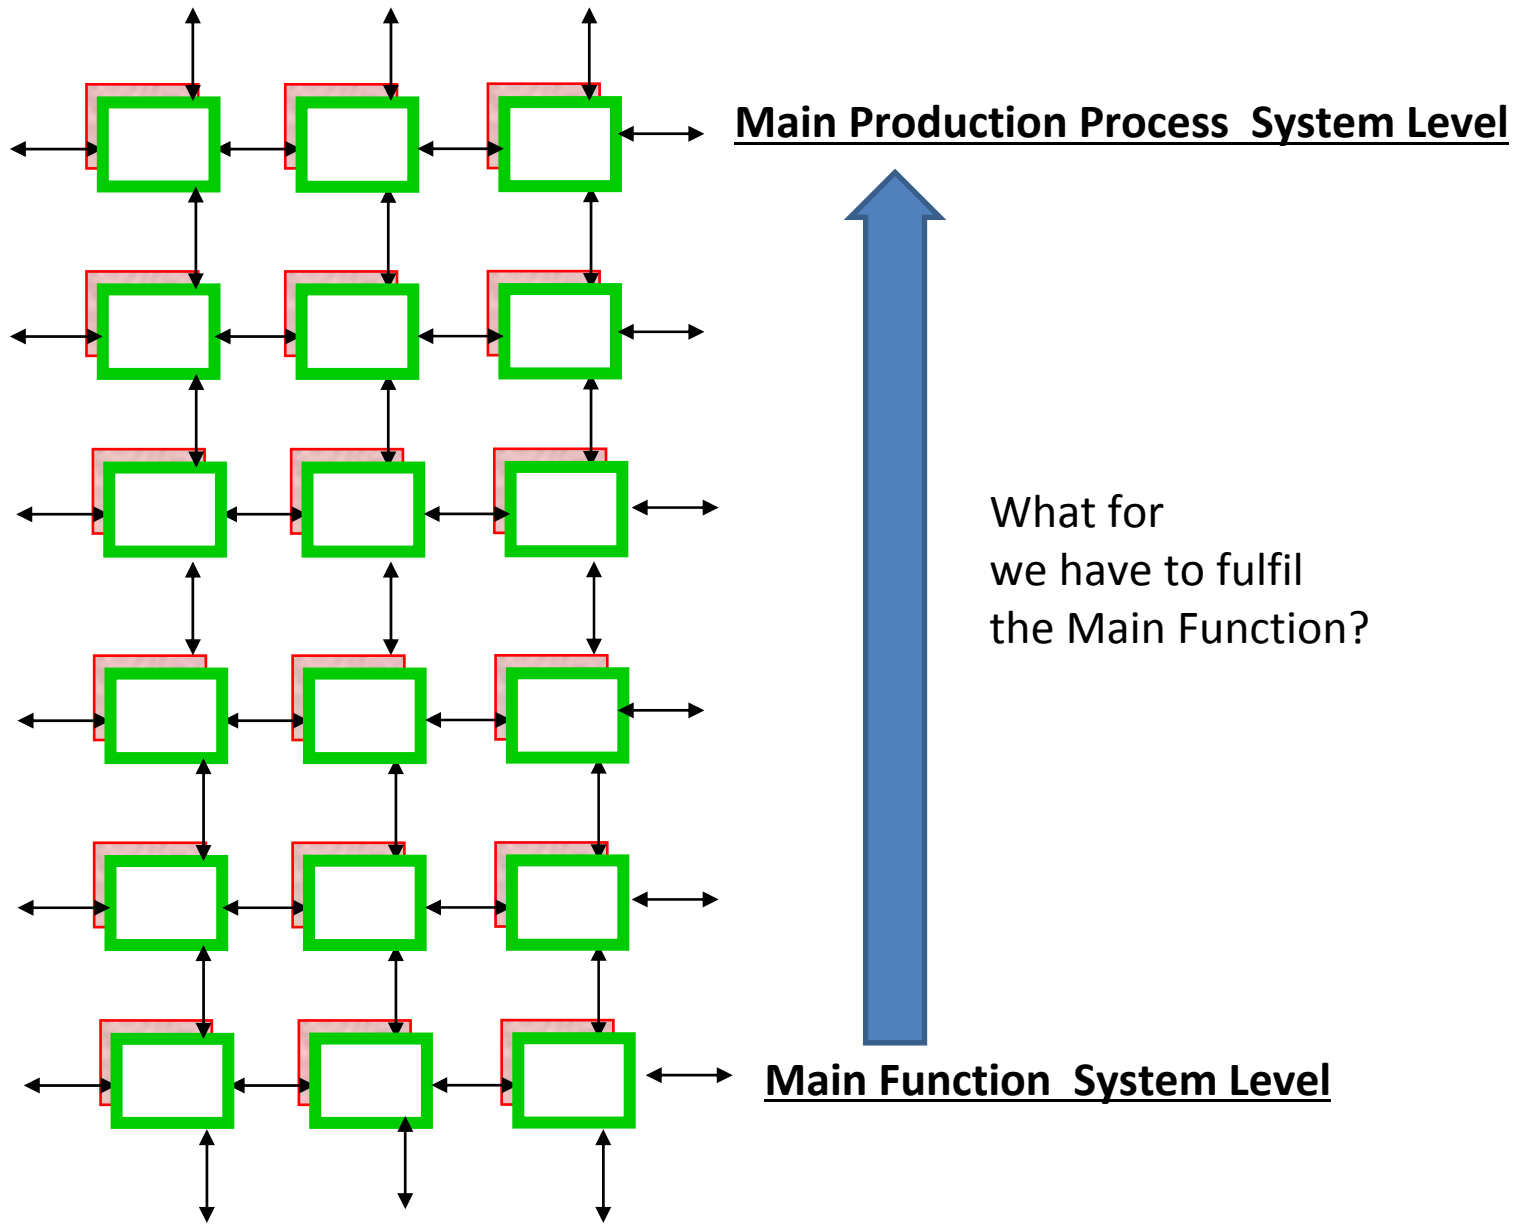 Main Production Process  System Level
What for
we have to fulfil
the Main Function?
Main Function  System Level